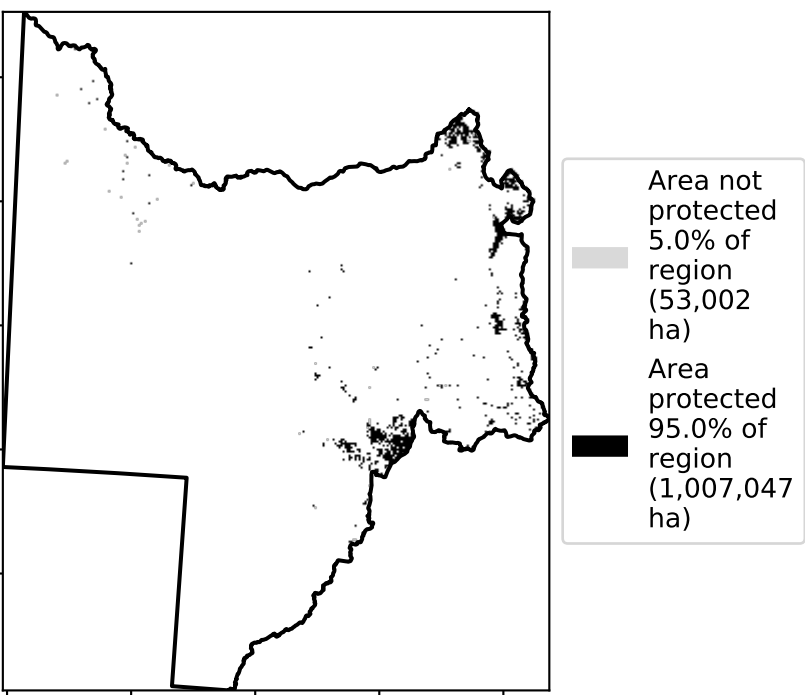 Area not
protected
5.0% of
region
(53,002
ha)
Area
protected
95.0% of
region
(1,007,047
ha)